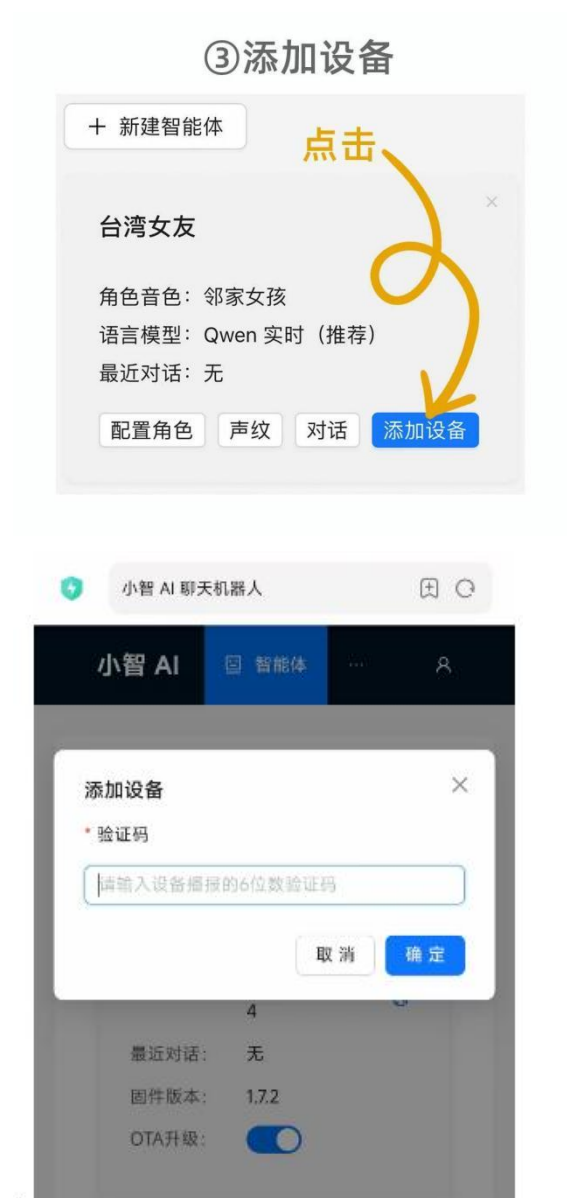 ③添加设备
+ 新建智能体
点击
台湾女友
角色音色：邻家女孩
语言模型：Qwen 实时（推荐）
最近对话：无
配置角色 声纹 对话 添加设备
小智 AI 聊天机器人
小智 AI 智能体 ···
添加设备
* 验证码
请输入设备播报的6位数验证码
取消 确定
4
最近对话： 无
固件版本： 1.7.2
OTA升级：